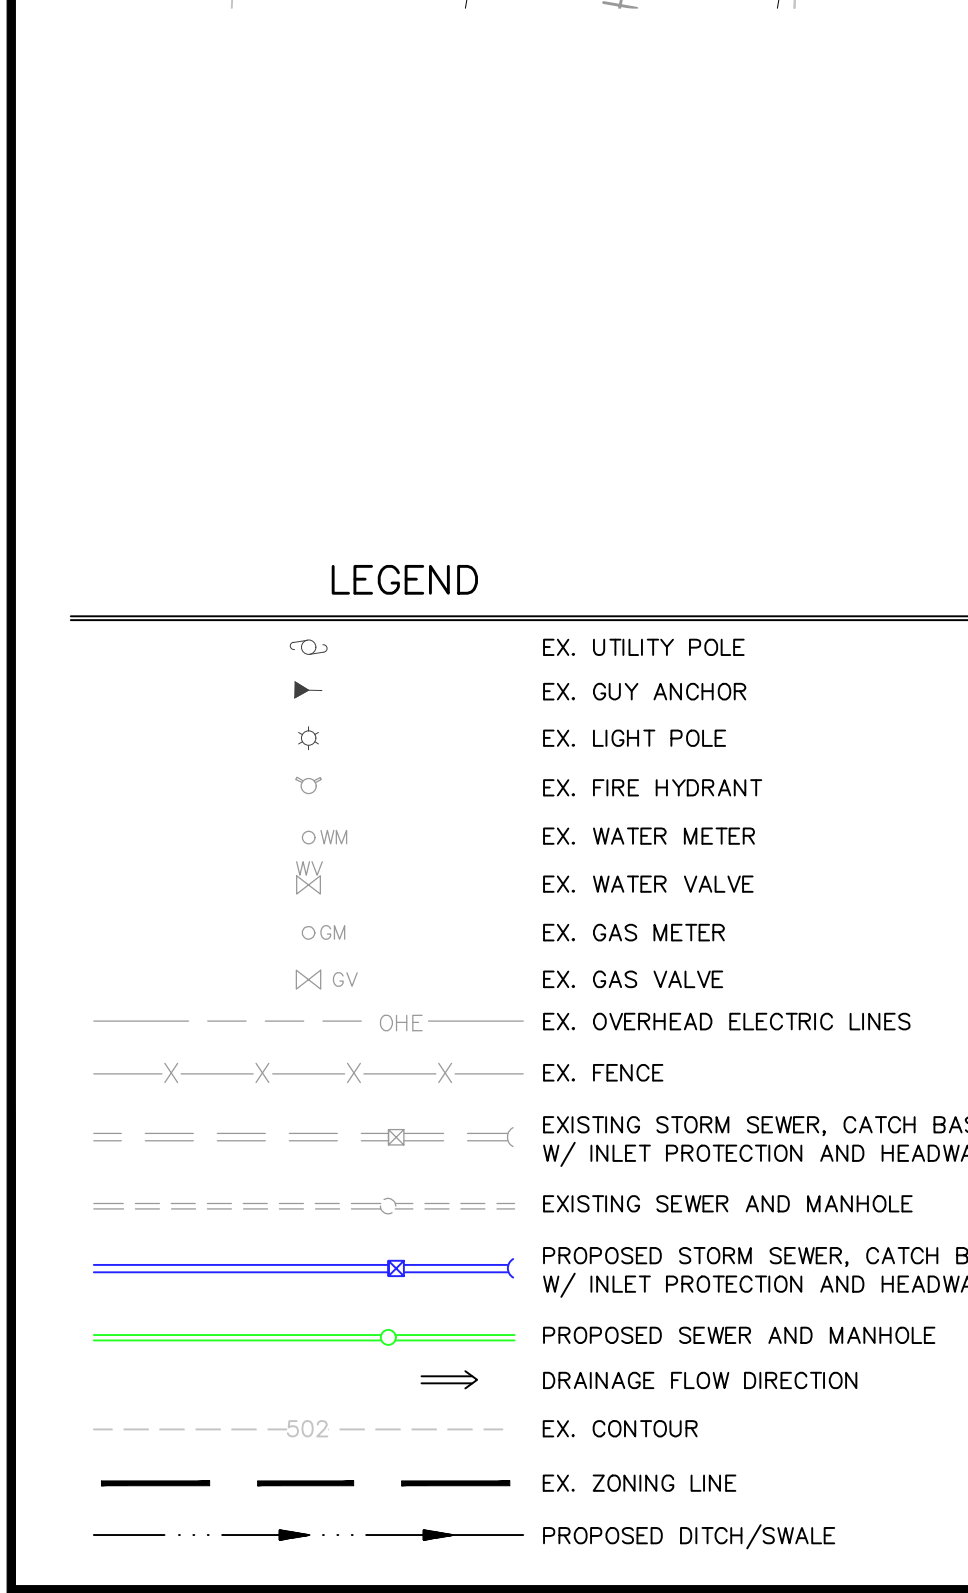 LEGEND
EX. UTILITY POLE
EX. GUY ANCHOR
EX. LIGHT POLE
EX. FIRE HYDRANT
WM EX. WATER METER
WV
EX. WATER VALVE
GM EX. GAS METER
GV EX. GAS VALVE
OHE EX. OVERHEAD ELECTRIC LINES
X X X X EX. FENCE
EXISTING STORM SEWER, CATCH BAS
W/ INLET PROTECTION AND HEADWA
EXISTING SEWER AND MANHOLE
PROPOSED STORM SEWER, CATCH B
W/ INLET PROTECTION AND HEADWA
PROPOSED SEWER AND MANHOLE
DRAINAGE FLOW DIRECTION
502 EX. CONTOUR
EX. ZONING LINE
PROPOSED DITCH/SWALE